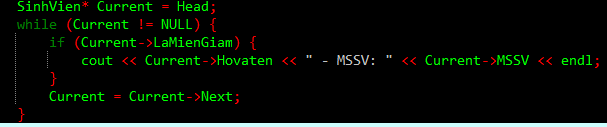 SinhVien* Current = Head;
while (Current != NULL) {
if (Current->LaMienGiam) {
cout << Current->Hovaten << " - MSSV: " << Current->MSSV << endl;
}
Current = Current->Next;
}